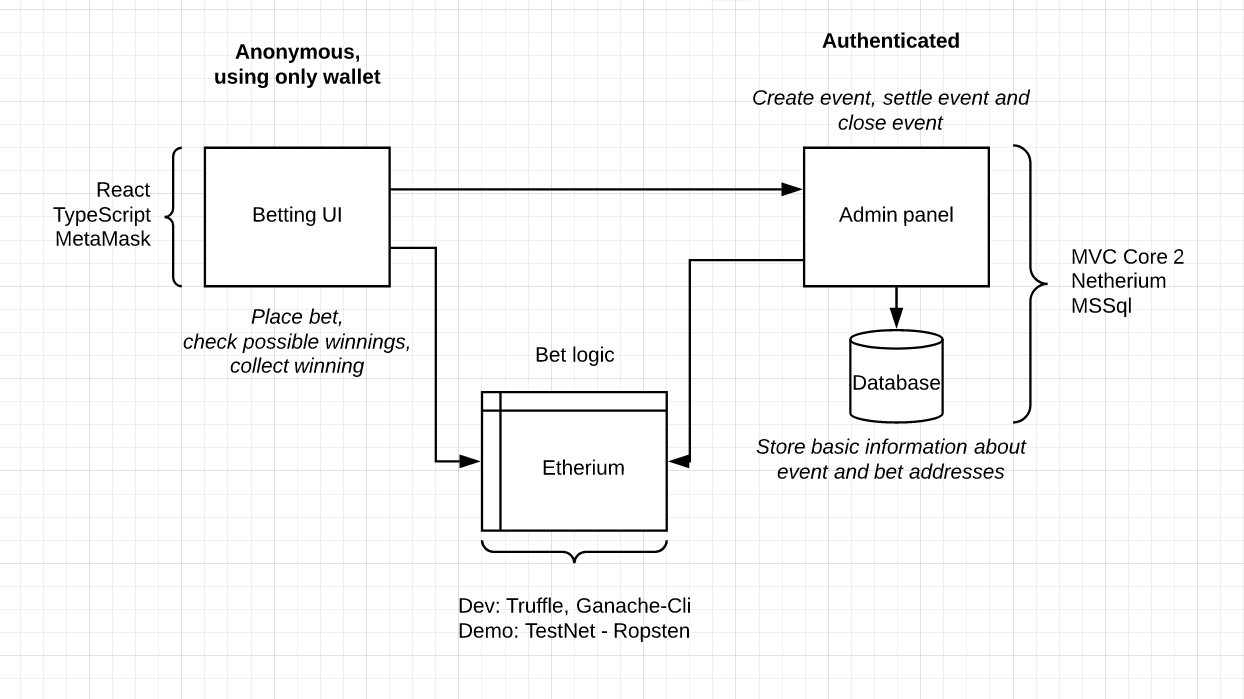 Anonymous,
using only wallet
Authenticated
Create event, settle event and
close event
React
TypeScript
MetaMask
Betting UI
Admin panel
MVC Core 2
Netherium
MSSql
Place bet,
check possible winnings,
collect winning
Bet logic
Database
Store basic information about
event and bet addresses
Etherium
Dev: Truffle, Ganache-Cli
Demo: TestNet - Ropsten